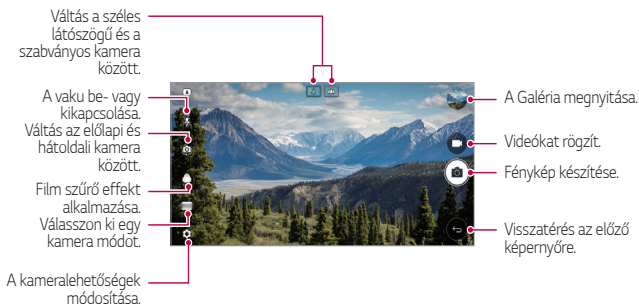 Váltás a széles
látószögű és a
szabványos kamera
között.
A vaku be- vagy
kikapcsolása.
Váltás az előlapi és
hátoldali kamera
között.
Film szűrő effekt
alkalmazása.
Válasszon ki egy
kamera módot.
A kameralehetőségek
módosítása.
A Galéria megnyitása.
Videókat rögzít.
Fénykép készítése.
Visszatérés az előző
képernyőre.